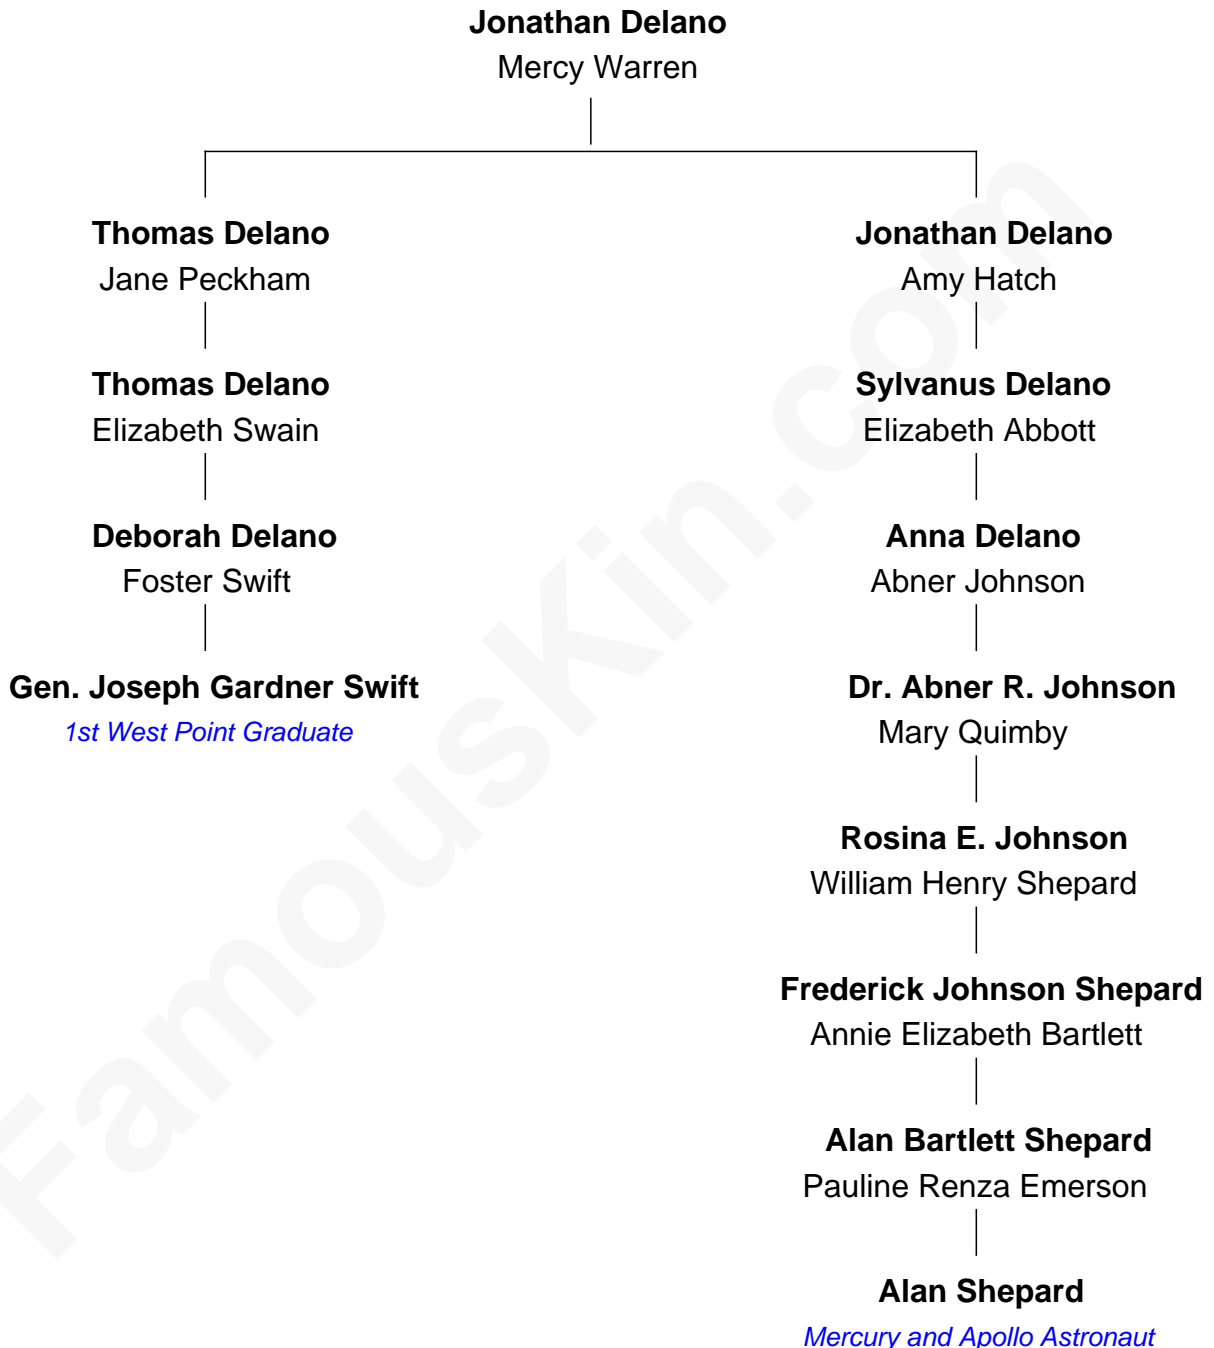 Jonathan Delano
Mercy Warren
Thomas Delano
Jane Peckham
Thomas Delano
Elizabeth Swain
Deborah Delano
Foster Swift
Gen. Joseph Gardner Swift
1st West Point Graduate
Jonathan Delano
Amy Hatch
Sylvanus Delano
Elizabeth Abbott
Anna Delano
Abner Johnson
Dr. Abner R. Johnson
Mary Quimby
Rosina E. Johnson
William Henry Shepard
Frederick Johnson Shepard
Annie Elizabeth Bartlett
Alan Bartlett Shepard
Pauline Renza Emerson
Alan Shepard
Mercury and Apollo Astronaut
FamousKin.com